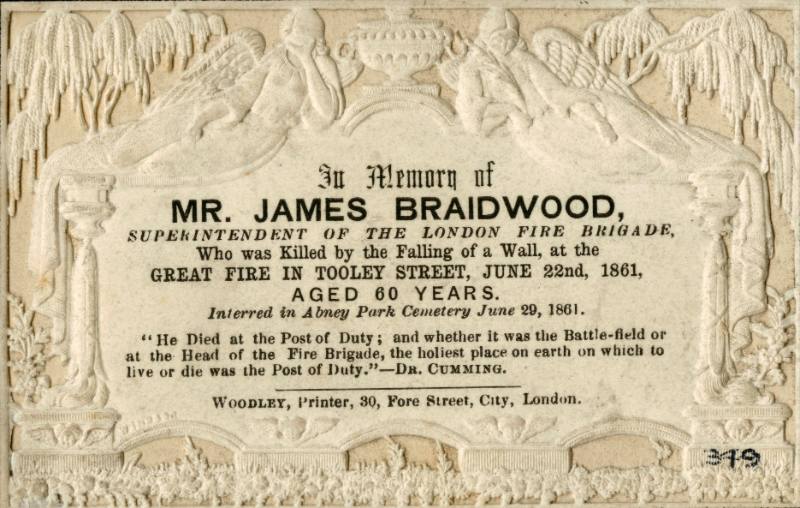 In Memory of
MR. JAMES BRAIDWOOD,
SUPERINTENDENT OF THE LONDON FIRE BRIGADE,
Who was Killed by the Falling of a Wall, at the
GREAT FIRE IN TOOLEY STREET, JUNE 22nd, 1861,
AGED 60 YEARS.
Interred in Abney Park Cemetery June 29, 1861.
"He Died at the Post of Duty; and whether it was the Battle-field or
at the Head of the Fire Brigade, the holiest place on earth on which to
live or die was the Post of Duty."—DR. CUMMING.
WOODLEY, Printer, 30, Fore Street, City, London.
319